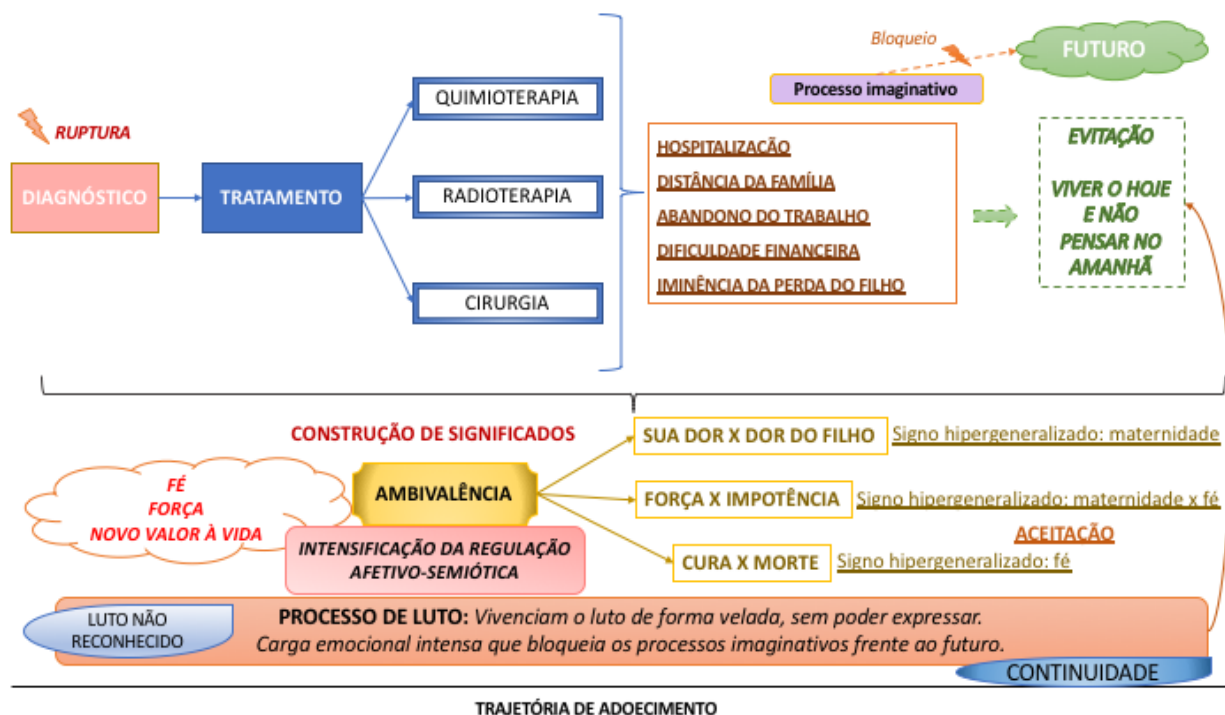 Bloqueio
FUTURO
Processo imaginativo
RUPTURA
DIAGNÓSTICO
TRATAMENTO
QUIMIOTERAPIA
RADIOTERAPIA
CIRURGIA
HOSPITALIZAÇÃO
DISTÂNCIA DA FAMÍLIA
ABANDONO DO TRABALHO
DIFICULDADE FINANCEIRA
IMINÊNCIA DA PERDA DO FILHO
EVITAÇÃO
VIVER O HOJE
E NÃO
PENSAR NO
AMANHÃ
CONSTRUÇÃO DE SIGNIFICADOS
FÉ
FORÇA
NOVO VALOR À VIDA
AMBIVALÊNCIA
INTENSIFICAÇÃO DA REGULAÇÃO
AFETIVO-SEMIÓTICA
SUA DOR X DOR DO FILHO
Signo hipergeneralizado: maternidade
FORÇA X IMPOTÊNCIA
Signo hipergeneralizado: maternidade x fé
ACEITAÇÃO
CURA X MORTE
Signo hipergeneralizado: fé
LUTO NÃO
RECONHECIDO
PROCESSO DE LUTO: Vivenciam o luto de forma velada, sem poder expressar.
Carga emocional intensa que bloqueia os processos imaginativos frente ao futuro.
CONTINUIDADE
TRAJETÓRIA DE ADOECIMENTO